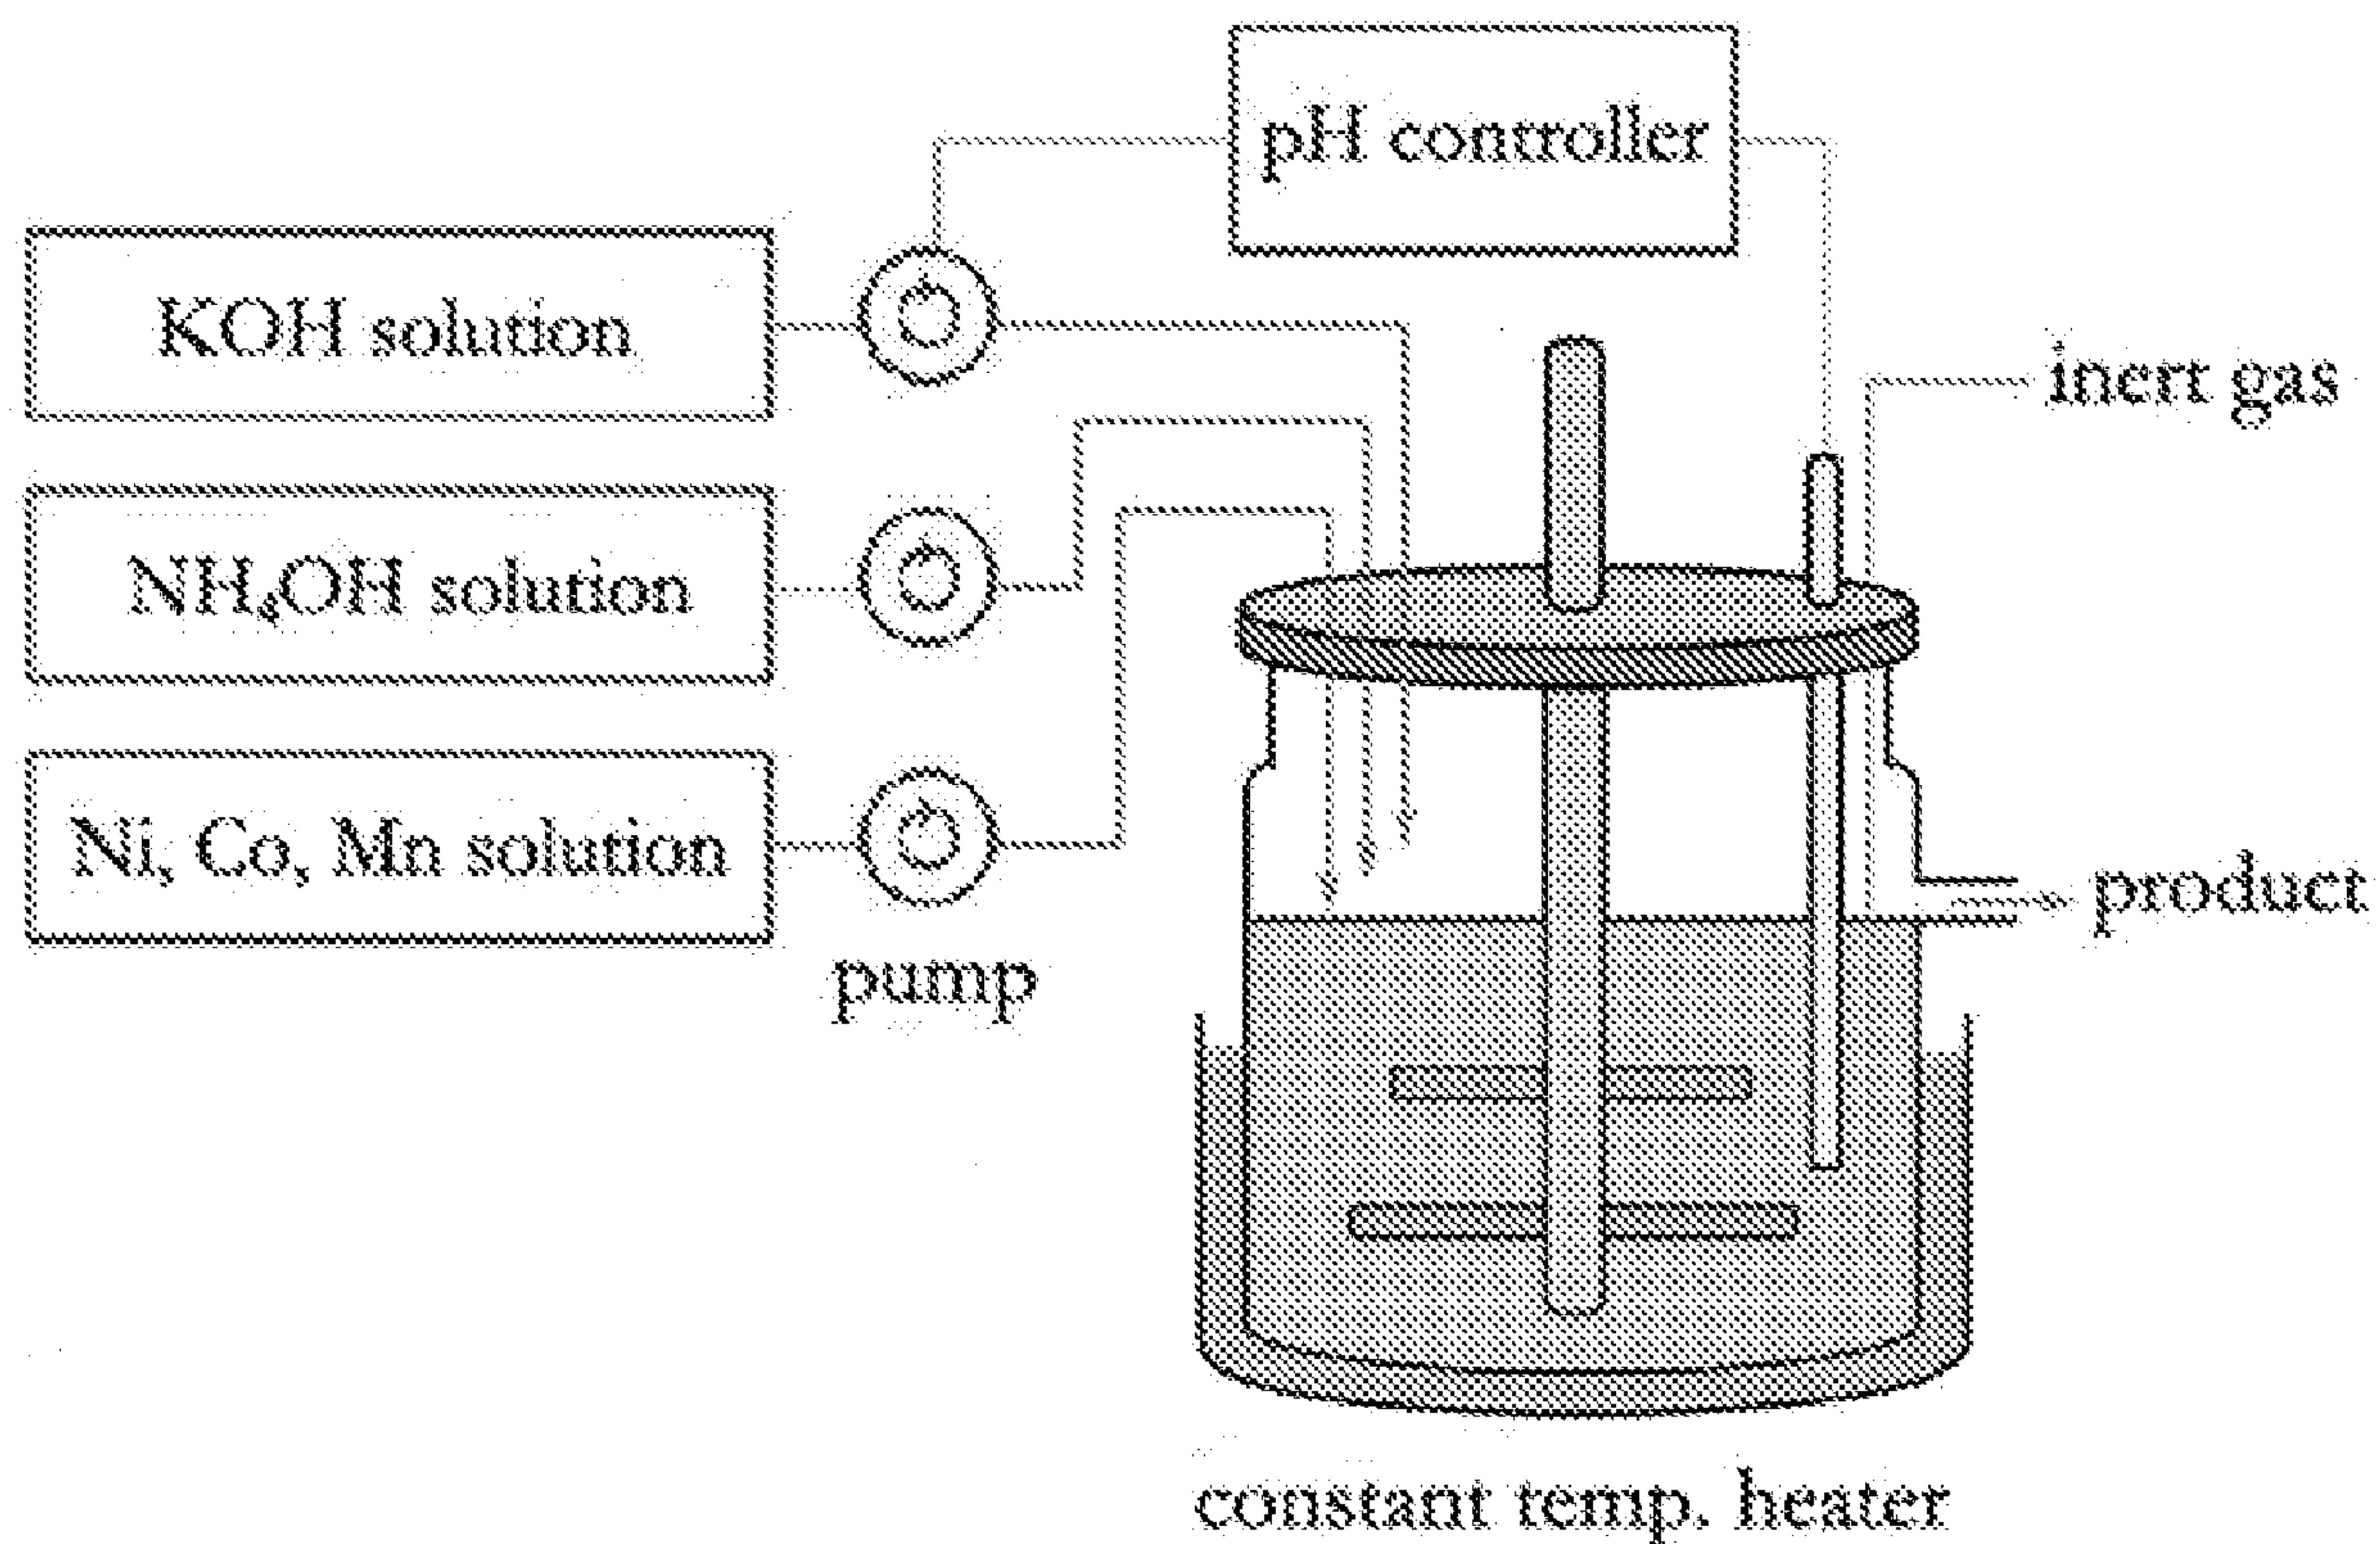 pH controller
KOH solution
inert gas
NH₄OH solution
Ni, Co, Mn solution
product
pump
constant temp. heater